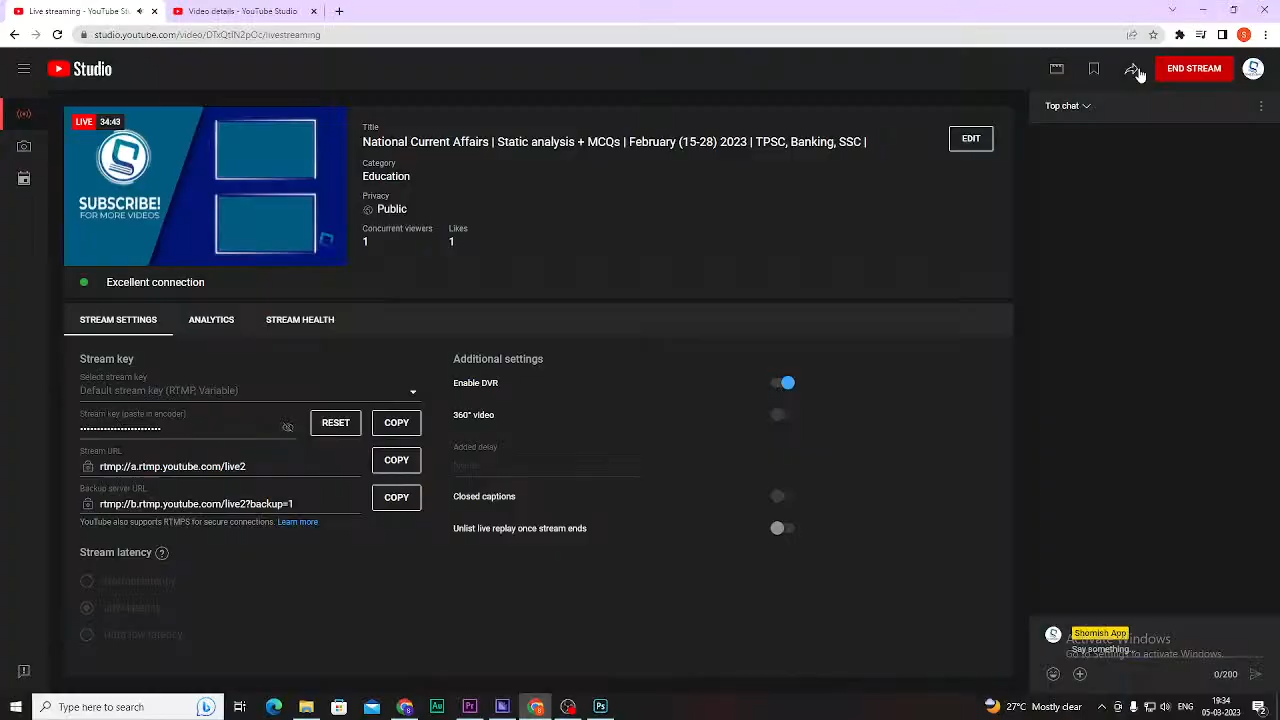 Live streaming - YouTube St
Video details - YouTube Studio
studio.youtube.com/video/DTxQtIN2pOc/livestreaming
S
Studio
END STREAM
LIVE 34:43
SUBSCRIBE!
FOR MORE VIDEOS
Title
National Current Affairs | Static analysis + MCQs | February (15-28) 2023 | TPSC, Banking, SSC |
EDIT
Category
Education
Privacy
Public
Concurrent viewers Likes
1 1
Top chat
Excellent connection
STREAM SETTINGS ANALYTICS STREAM HEALTH
Stream key
Select stream key
Default stream key (RTMP, Variable)
Stream key (paste in encoder)
RESET COPY
Stream URL
rtmp://a.rtmp.youtube.com/live2 COPY
Backup server URL
rtmp://b.rtmp.youtube.com/live2?backup=1 COPY
YouTube also supports RTMPS for secure connections. Learn more
Stream latency ?
Additional settings
Enable DVR
360° video
Added delay
Closed captions
Unlist live replay once stream ends
Shomish App
Say something...
Activate Windows
Go to Settings to activate Windows.
0/200
Type here to search
Au
Pr
Ps
22°C Mostly clear
19:34
05-03-2023